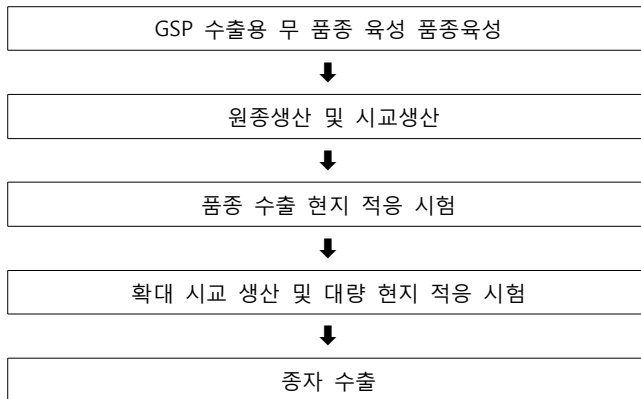 GSP 수출용 무 품종 육성 품종육성
원종생산 및 시교생산
품종 수출 현지 적응 시험
확대 시교 생산 및 대량 현지 적응 시험
종자 수출